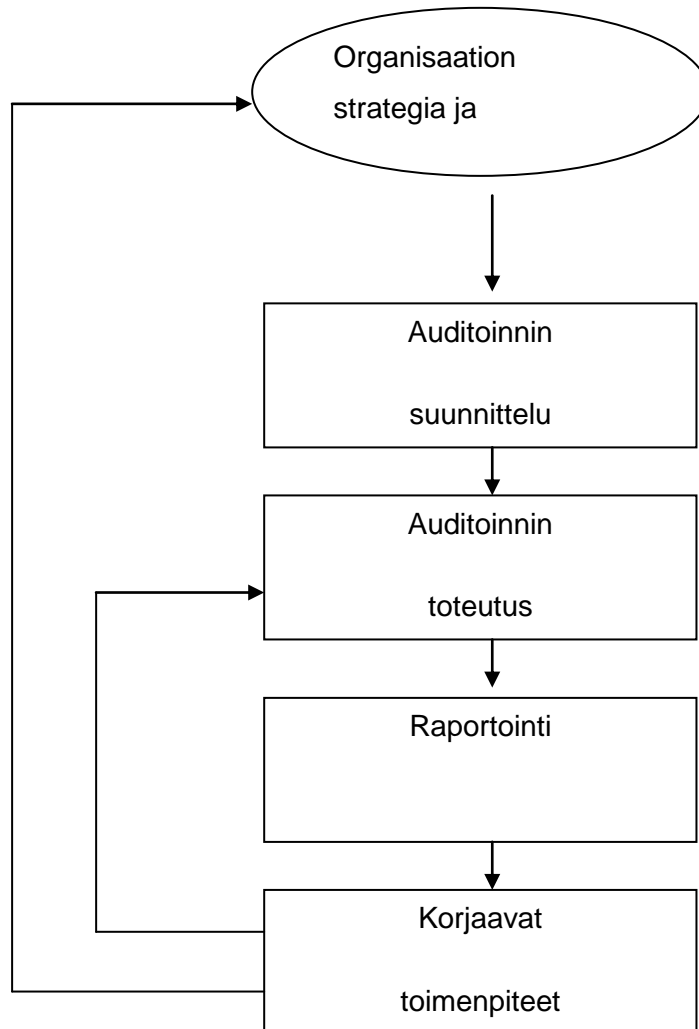 Organisaation
strategia ja
Auditoinnin
suunnittelu
Auditoinnin
toteutus
Raportointi
Korjaavat
toimenpiteet